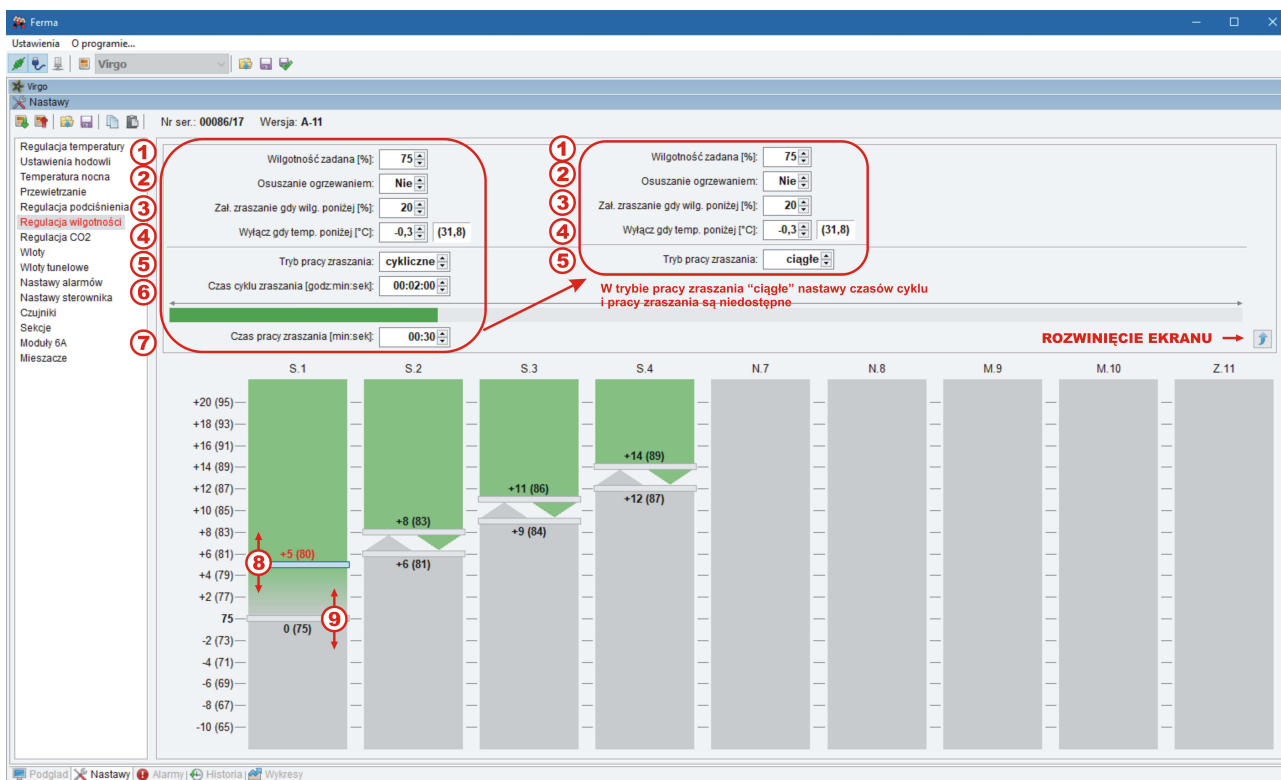 Ferma
Ustawienia O programie...
Virgo
Virgo
Nastawy
Nr ser.: 00086/17 Wersja: A-11
Regulacja temperatury
Ustawienia hodowli
Temperatura nocna
Przewietrzanie
Regulacja podciśnienia
Regulacja wilgotności
Regulacja CO2
Wloty
Wloty tunelowe
Nastawy alarmów
Nastawy sterownika
Czujniki
Sekcje
Moduły 6A
Mieszacze
1 Wilgotność zadana [%]: 75
2 Osuszanie ogrzewaniem: Nie
3 Zał. zraszanie gdy wilg. poniżej [%]: 20
4 Wyłącz gdy temp. poniżej [°C]: -0,3 (31,8)
5 Tryb pracy zraszania: cykliczne
6 Czas cyklu zraszania [godz:min:sek]: 00:02:00
7 Czas pracy zraszania [min:sek]: 00:30
1 Wilgotność zadana [%]: 75
2 Osuszanie ogrzewaniem: Nie
3 Zał. zraszanie gdy wilg. poniżej [%]: 20
4 Wyłącz gdy temp. poniżej [°C]: -0,3 (31,8)
5 Tryb pracy zraszania: ciągłe
W trybie pracy zraszania “ciągłe” nastawy czasów cyklu
i pracy zraszania są niedostępne
ROZWINIĘCIE EKRANU
S.1 S.2 S.3 S.4 N.7 N.8 M.9 M.10 Z.11
+20 (95)
+18 (93)
+16 (91)
+14 (89)
+12 (87)
+10 (85)
+8 (83)
+6 (81)
+4 (79)
+2 (77)
75
-2 (73)
-4 (71)
-6 (69)
-8 (67)
-10 (65)
+5 (80)
8
9
0 (75)
+8 (83)
+6 (81)
+11 (86)
+9 (84)
+14 (89)
+12 (87)
Podgląd Nastawy Alarmy Historia Wykresy